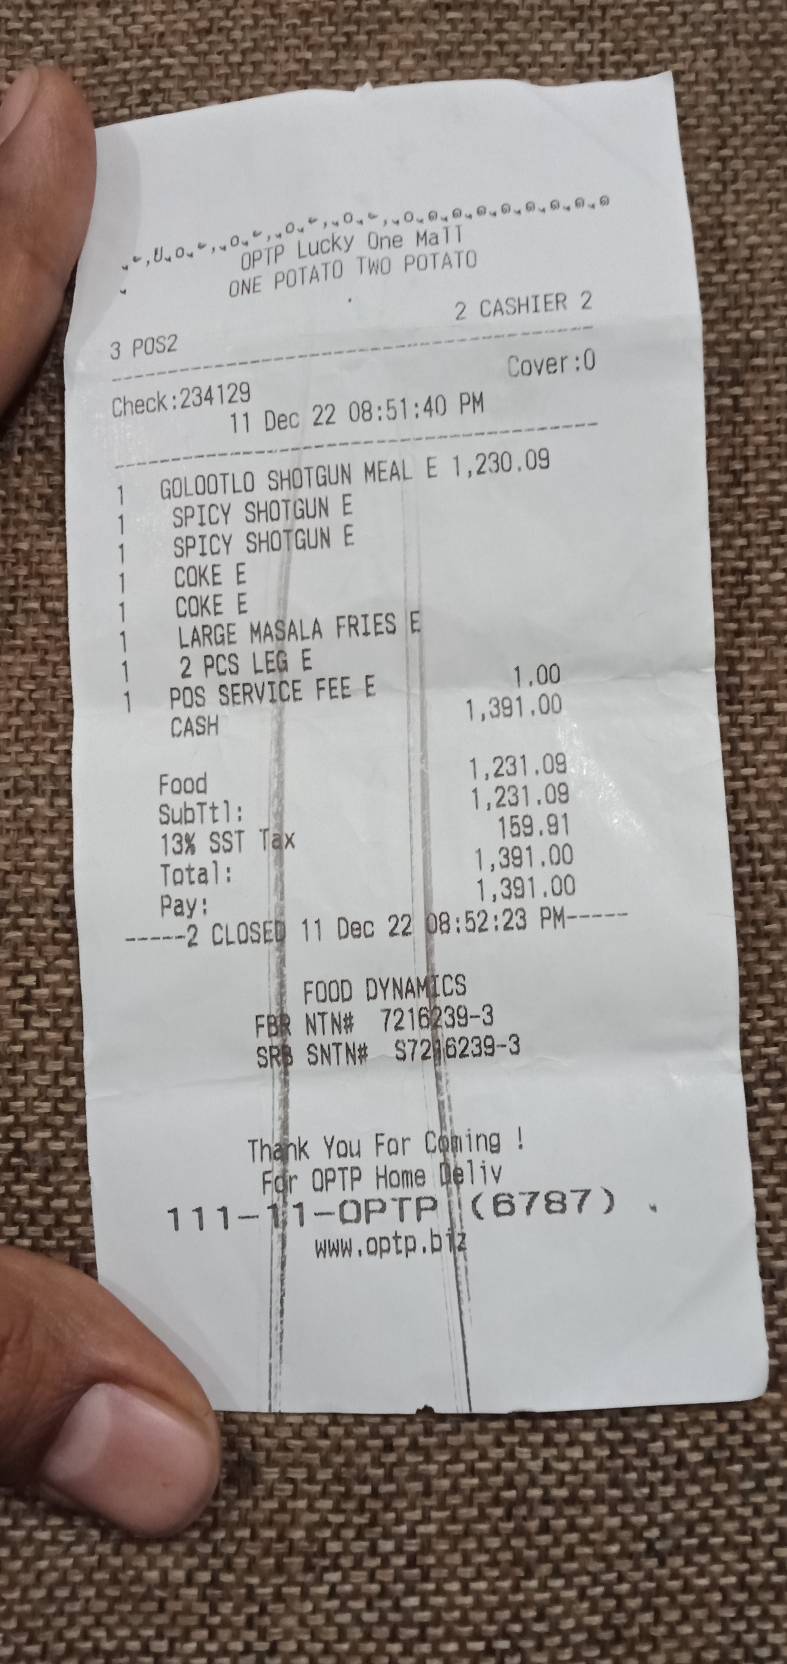 OPTP Lucky One Mall
ONE POTATO TWO POTATO
3 POS2 2 CASHIER 2
Check:234129 Cover:0
11 Dec 22 08:51:40 PM
1 GOLOOTLO SHOTGUN MEAL E 1,230.09
1 SPICY SHOTGUN E
1 SPICY SHOTGUN E
1 COKE E
1 COKE E
1 LARGE MASALA FRIES E
1 2 PCS LEG E
1 POS SERVICE FEE E 1.00
CASH 1,391.00
Food 1,231.09
SubTtl: 1,231.09
13% SST Tax 159.91
Total: 1,391.00
Pay: 1,391.00
-----2 CLOSED 11 Dec 22 08:52:23 PM-----
FOOD DYNAMICS
FBR NTN# 7216239-3
SRB SNTN# S7216239-3
Thank You For Coming !
For OPTP Home Deliv
111-11-OPTP (6787)
www.optp.biz